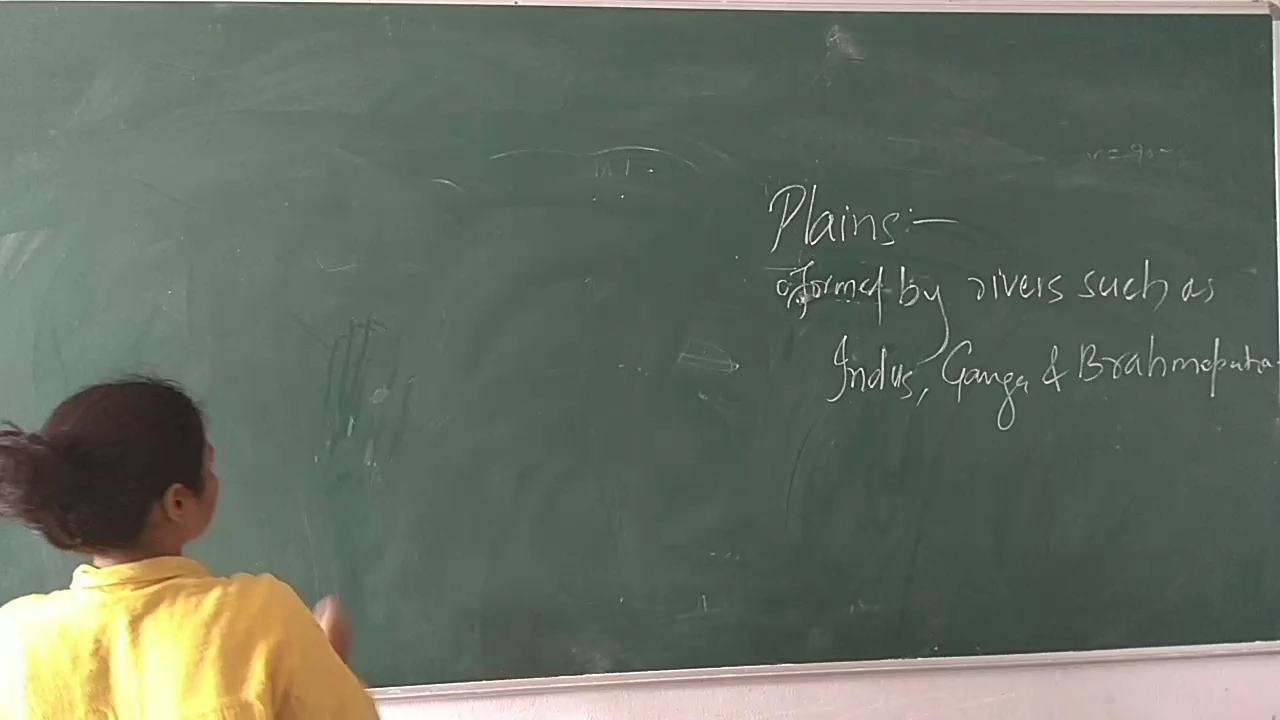 Plains:-
formed by rivers such as
Indus, Ganga & Brahmaputra